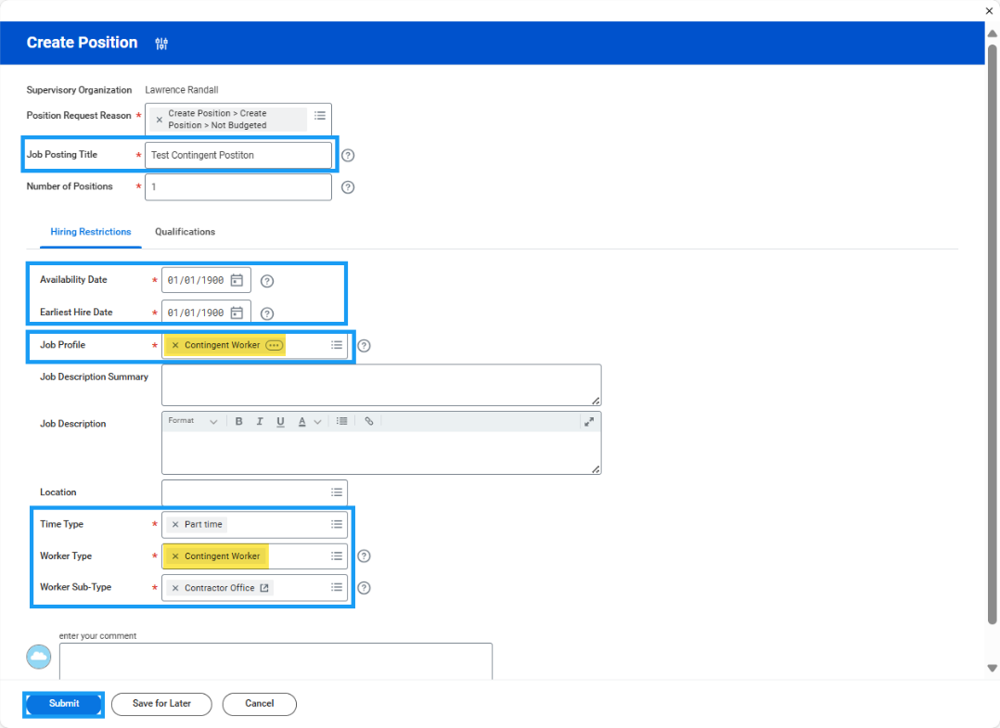 Create Position
Supervisory Organization Lawrence Randall
Position Request Reason * × Create Position > Create
Position > Not Budgeted
Job Posting Title * Test Contingent Postiton ?
Number of Positions * 1 ?
Hiring Restrictions Qualifications
Availability Date * 01/01/1900 ?
Earliest Hire Date * 01/01/1900 ?
Job Profile * × Contingent Worker ?
Job Description Summary
Job Description Format B I U A
Location
Time Type * × Part time
Worker Type * × Contingent Worker ?
Worker Sub-Type * × Contractor Office ?
enter your comment
Submit Save for Later Cancel